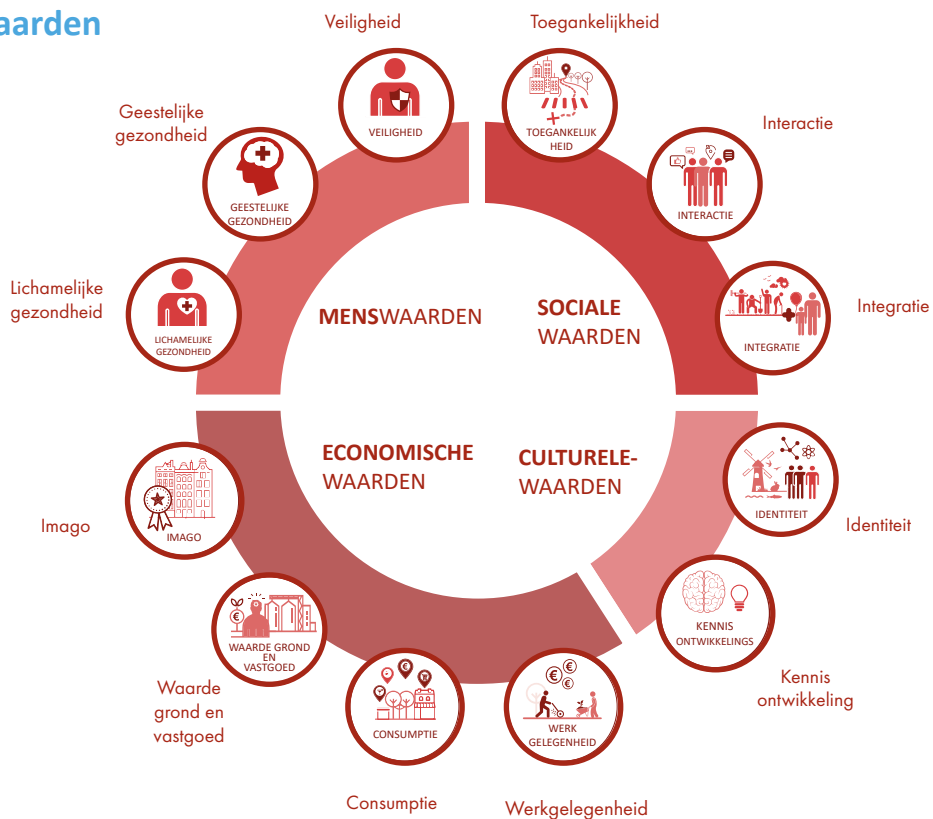 aarden
Veiligheid
Toegankelijkheid
VEILIGHEID
TOEGANKELIJK
HEID
Geestelijke
gezondheid
Interactie
GEESTELIJKE
GEZONDHEID
INTERACTIE
Lichamelijke
gezondheid
LICHAMELIJKE
GEZONDHEID
MENSWAARDEN
SOCIALE
WAARDEN
Integratie
INTEGRATIE
ECONOMISCHE
WAARDEN
CULTURELE-
WAARDEN
Imago
IMAGO
IDENTITEIT
Identiteit
WAARDE GROND
EN
VASTGOED
KENNIS
ONTWIKKELINGS
Waarde
grond en
vastgoed
Kennis
ontwikkeling
CONSUMPTIE
WERK
GELEGENHEID
Consumptie
Werkgelegenheid